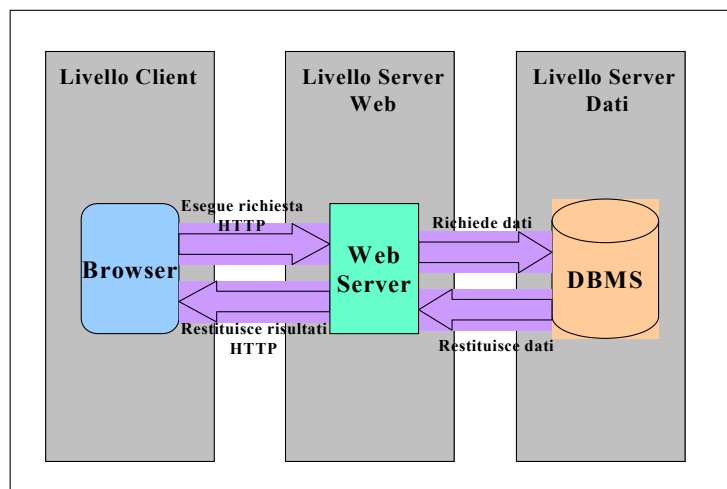 Livello Client
Livello Server
Web
Livello Server
Dati
Esegue richiesta
HTTP
Richiede dati
Browser
Web
Server
DBMS
Restituisce risultati
HTTP
Restituisce dati